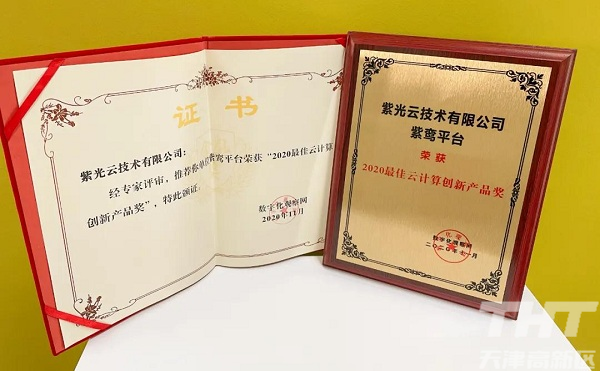 证书
紫光云技术有限公司:
经专家评审,推荐你单位紫鸾平台荣获“2020最佳云计算
创新产品奖”,特此颁证。
数字化观察网
2020年11月
紫光云技术有限公司
紫鸾平台
荣获
2020最佳云计算创新产品奖
数字化观察网
二〇二〇年十一月
THT
天津高新区